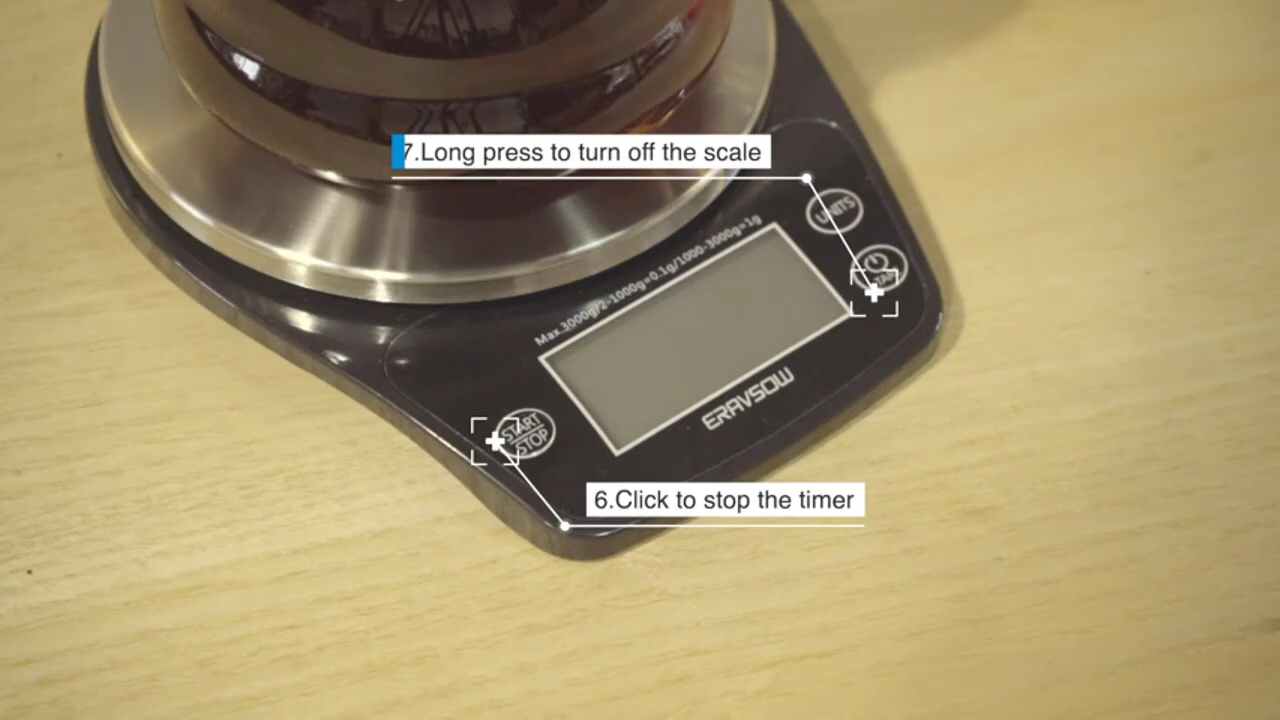 7.Long press to turn off the scale
UNITS
TARE
Max.3000g/2-1000g=0.1g/1000-3000g=1g
ERAVSOW
START
STOP
6.Click to stop the timer